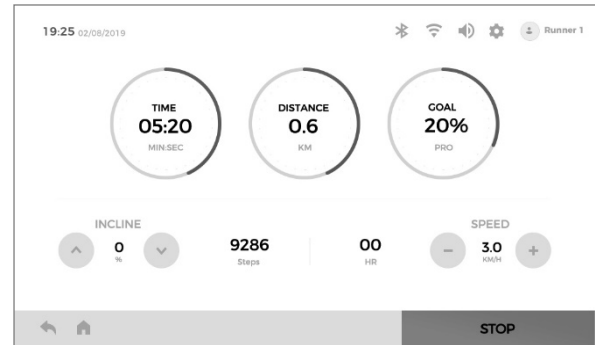 19:25 02/08/2019
Runner 1
TIME
05:20
MIN:SEC
DISTANCE
0.6
KM
GOAL
20%
PRO
INCLINE
0
%
9286
Steps
00
HR
SPEED
3.0
KM/H
STOP